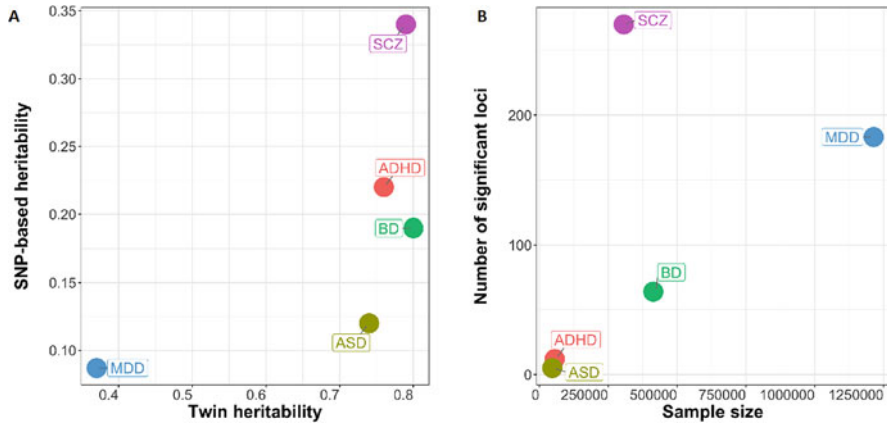 A
SNP-based heritability
0.35
0.30
0.25
0.20
0.15
0.10
SCZ
ADHD
BD
ASD
MDD
0.4 0.5 0.6 0.7 0.8
Twin heritability
B
Number of significant loci
200
100
0
SCZ
MDD
BD
ADHD
ASD
0 250000 500000 750000 1000000 1250000
Sample size